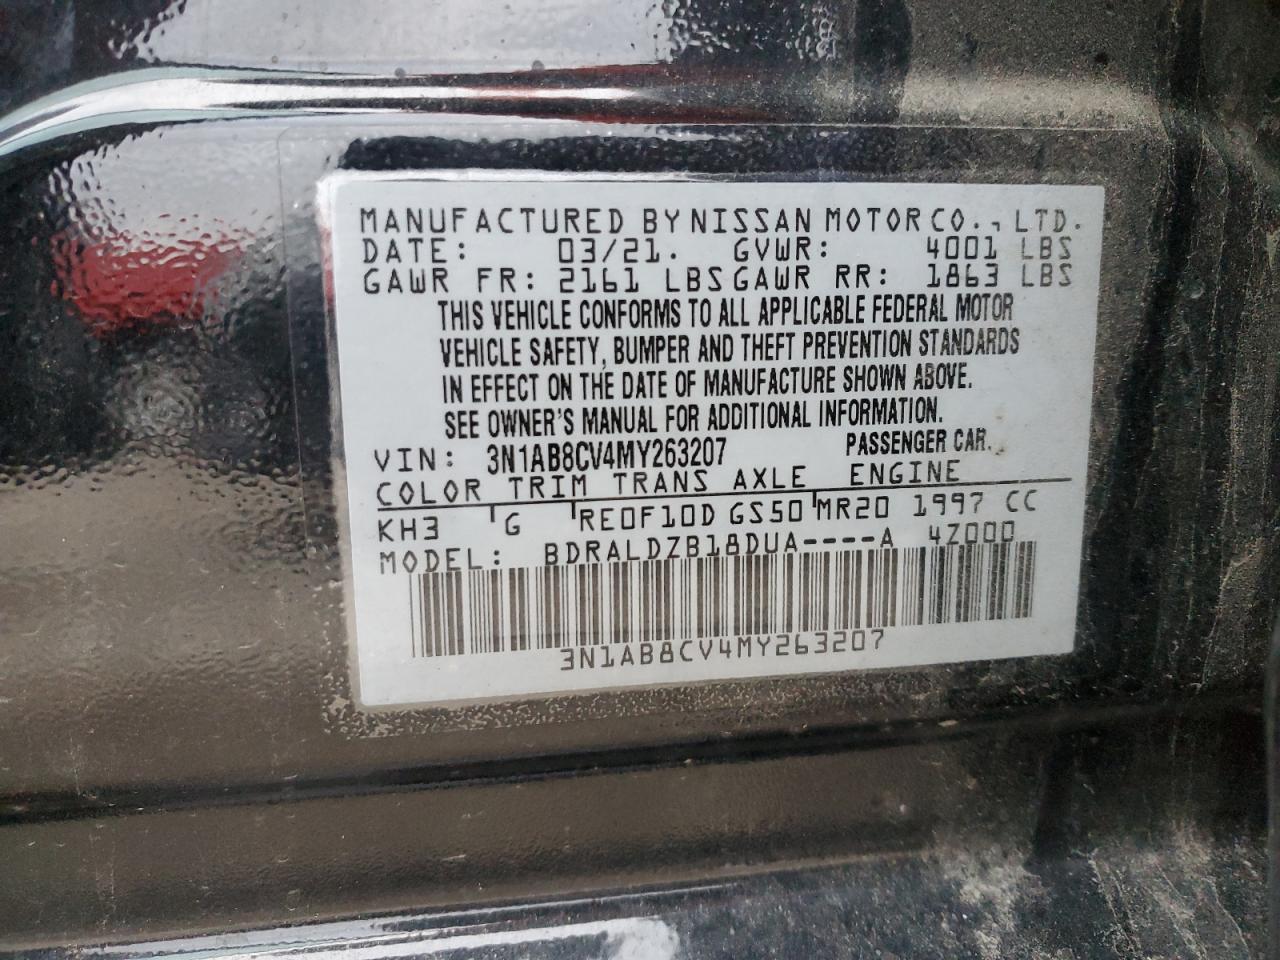 MANUFACTURED BY NISSAN MOTOR CO., LTD.
DATE: 03/21. GVWR: 4001 LBS
GAWR FR: 2161 LBS GAWR RR: 1863 LBS
THIS VEHICLE CONFORMS TO ALL APPLICABLE FEDERAL MOTOR
VEHICLE SAFETY, BUMPER AND THEFT PREVENTION STANDARDS
IN EFFECT ON THE DATE OF MANUFACTURE SHOWN ABOVE.
SEE OWNER'S MANUAL FOR ADDITIONAL INFORMATION.
VIN: 3N1AB8CV4MY263207 PASSENGER CAR.
COLOR TRIM TRANS AXLE ENGINE
KH3 G RE0F10D GS50 MR20 1997 CC
MODEL: BDRALDZB18DUA----A 4Z000
3N1AB8CV4MY263207